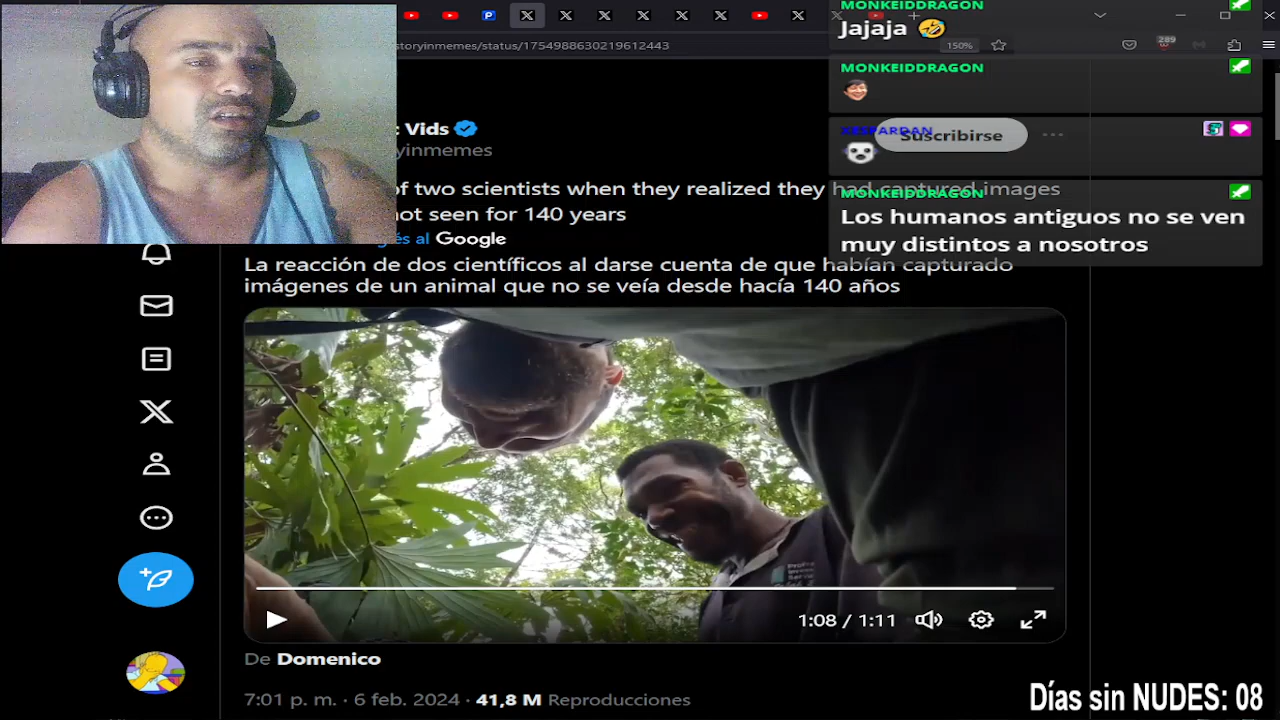 MONKEIDDRAGON
Jajaja 🤣
storyinmemes/status/1754988630219612443
150%
289
MONKEIDDRAGON
Vids
yinmemes
Suscribirse
of two scientists when they realized they had captured images
not seen for 140 years
MONKEIDDRAGON
Los humanos antiguos no se ven
muy distintos a nosotros
és al Google
La reacción de dos científicos al darse cuenta de que habían capturado
imágenes de un animal que no se veía desde hacía 140 años
1:08 / 1:11
De Domenico
7:01 p. m. · 6 feb. 2024 · 41,8 M Reproducciones
Días sin NUDES: 08